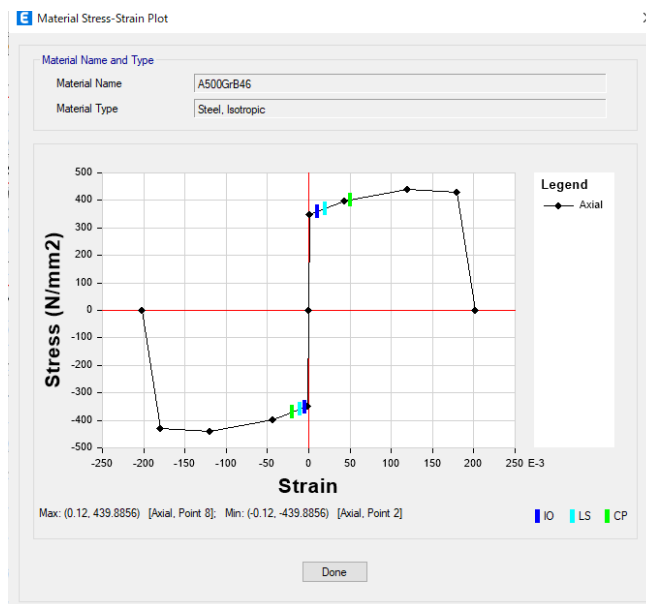 E Material Stress-Strain Plot
Material Name and Type
Material Name A500GrB46
Material Type Steel, Isotropic
Stress (N/mm2)
500
400
300
200
100
0
-100
-200
-300
-400
-500
-250 -200 -150 -100 -50 0 50 100 150 200 250 E-3
Strain
Legend
Axial
Max: (0.12, 439.8856) [Axial, Point 8]; Min: (-0.12, -439.8856) [Axial, Point 2]
IO LS CP
Done